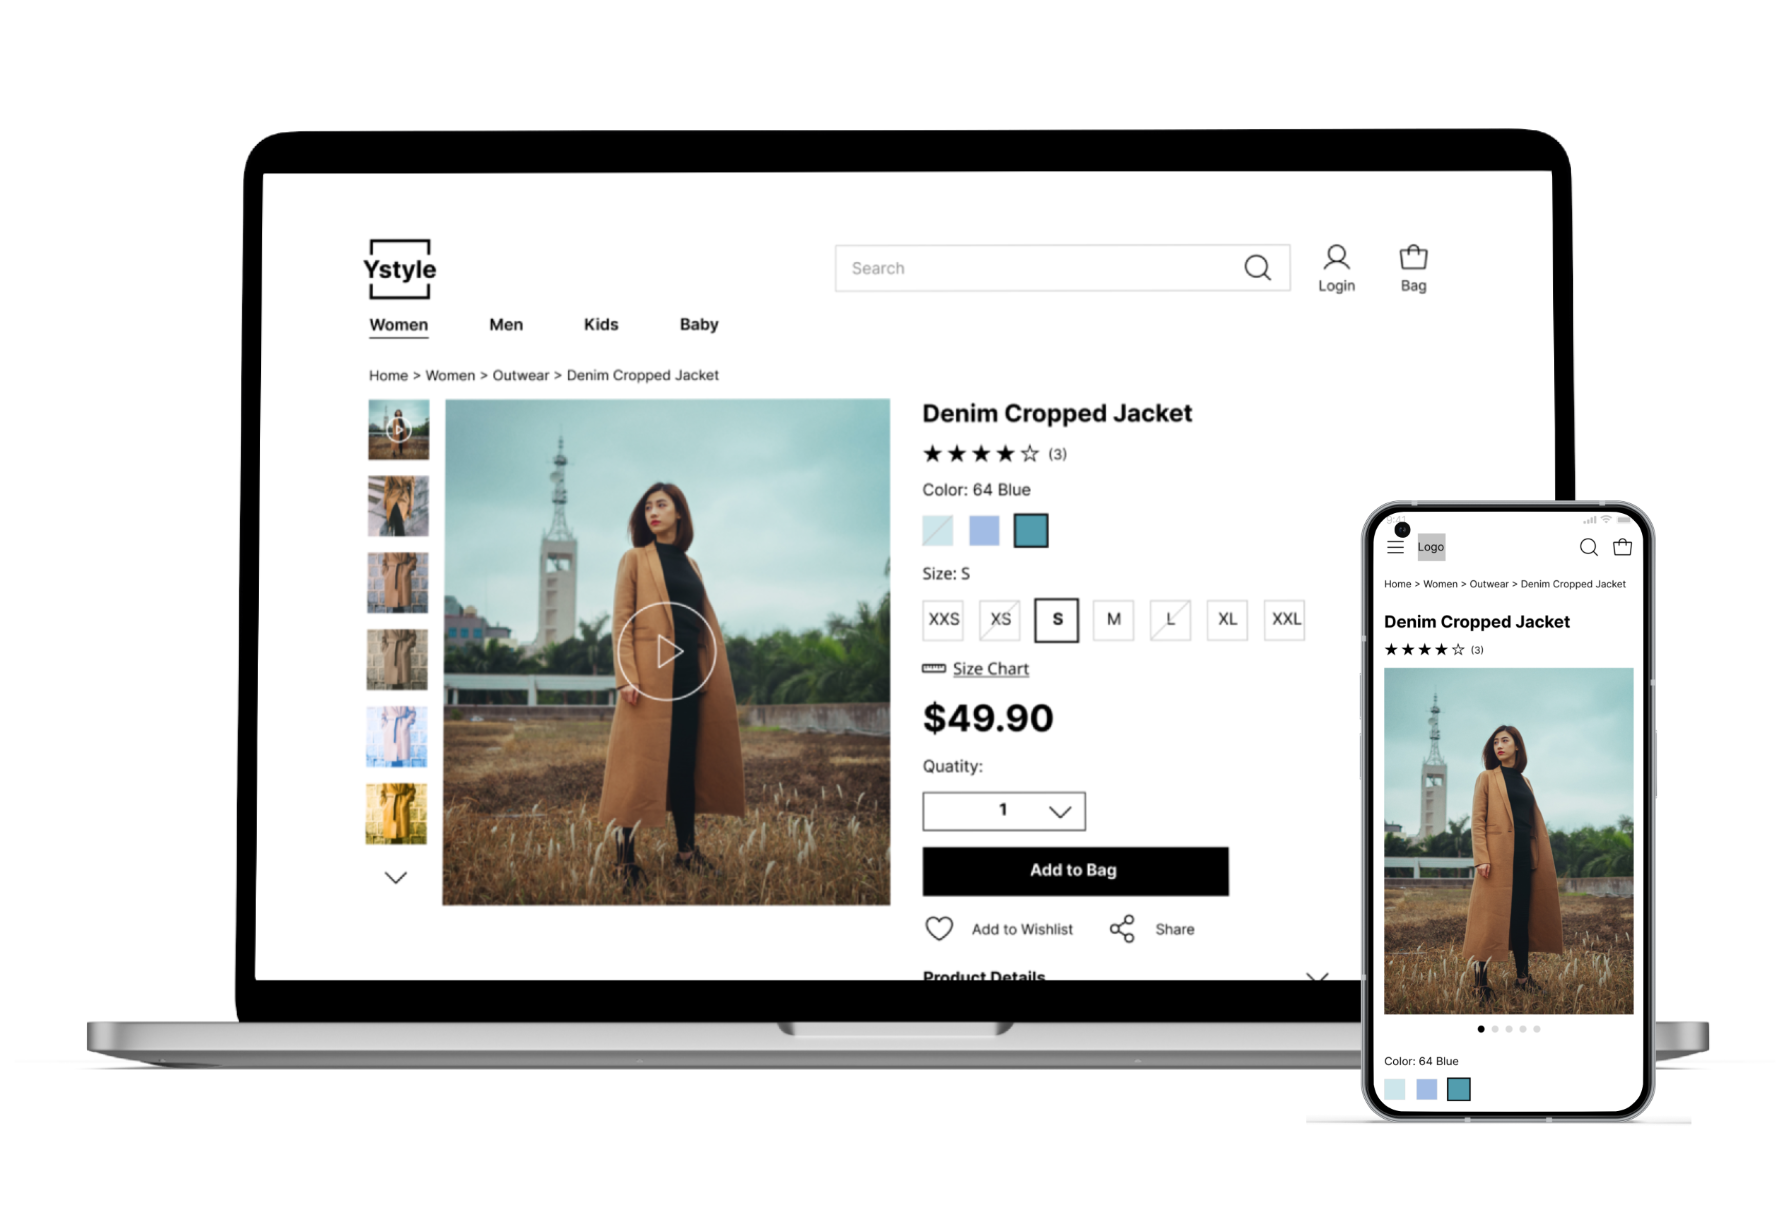 Ystyle
Search
Login
Bag
Women Men Kids Baby
Home > Women > Outwear > Denim Cropped Jacket
Denim Cropped Jacket
(3)
Color: 64 Blue
Size: S
XXS XS S M L XL XXL
Size Chart
$49.90
Quatity:
1
Add to Bag
Add to Wishlist
Share
Product Details
9:41
Logo
Home > Women > Outwear > Denim Cropped Jacket
Denim Cropped Jacket
(3)
Color: 64 Blue